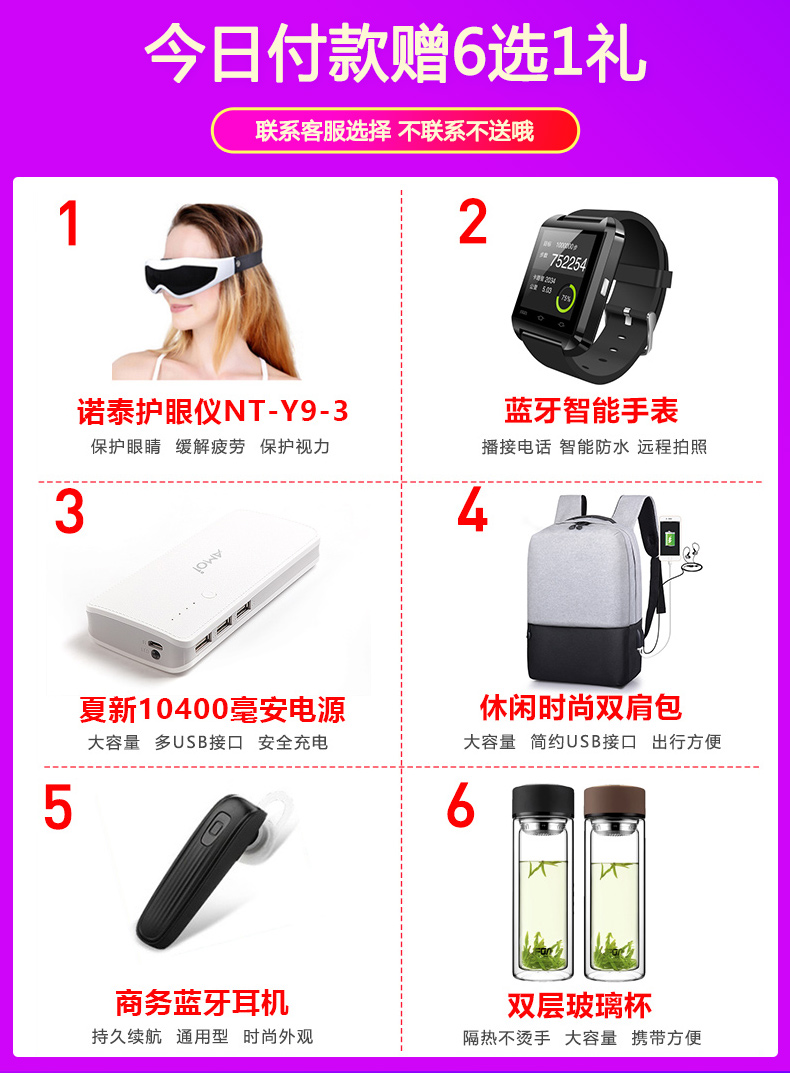 今日付款赠6选1礼
联系客服选择 不联系不送哦
1
诺泰护眼仪NT-Y9-3
保护眼睛 缓解疲劳 保护视力
2
752254
2034
5.03
75%
蓝牙智能手表
播接电话 智能防水 远程拍照
3
AMOI
夏新10400毫安电源
大容量 多USB接口 安全充电
4
休闲时尚双肩包
大容量 简约USB接口 出行方便
5
商务蓝牙耳机
持久续航 通用型 时尚外观
6
双层玻璃杯
隔热不烫手 大容量 携带方便